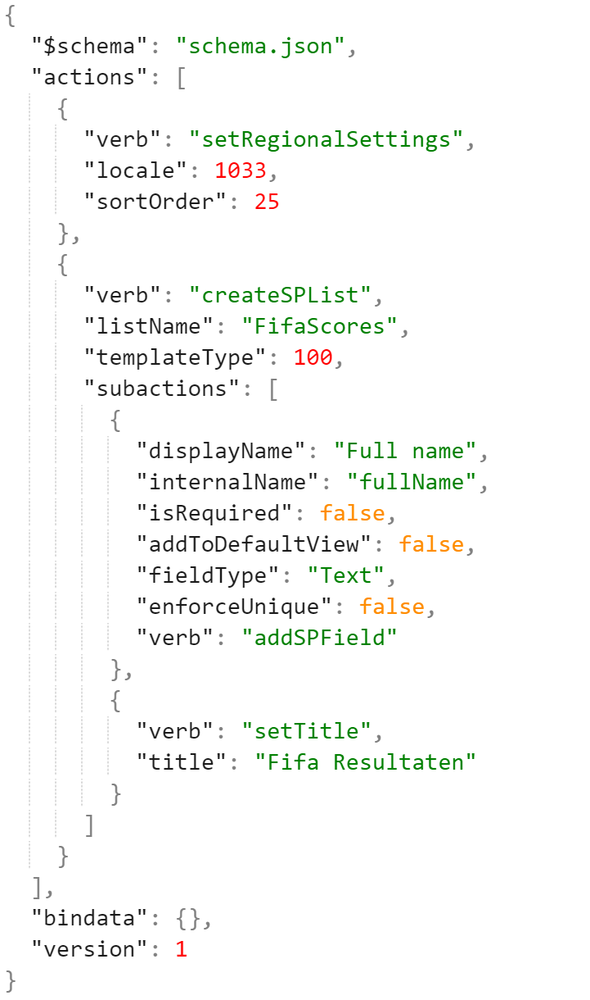 {
  "$schema": "schema.json",
  "actions": [
    {
      "verb": "setRegionalSettings",
      "locale": 1033,
      "sortOrder": 25
    },
    {
      "verb": "createSPList",
      "listName": "FifaScores",
      "templateType": 100,
      "subactions": [
        {
          "displayName": "Full name",
          "internalName": "fullName",
          "isRequired": false,
          "addToDefaultView": false,
          "fieldType": "Text",
          "enforceUnique": false,
          "verb": "addSPField"
        },
        {
          "verb": "setTitle",
          "title": "Fifa Resultaten"
        }
      ]
    }
  ],
  "bindata": {},
  "version": 1
}